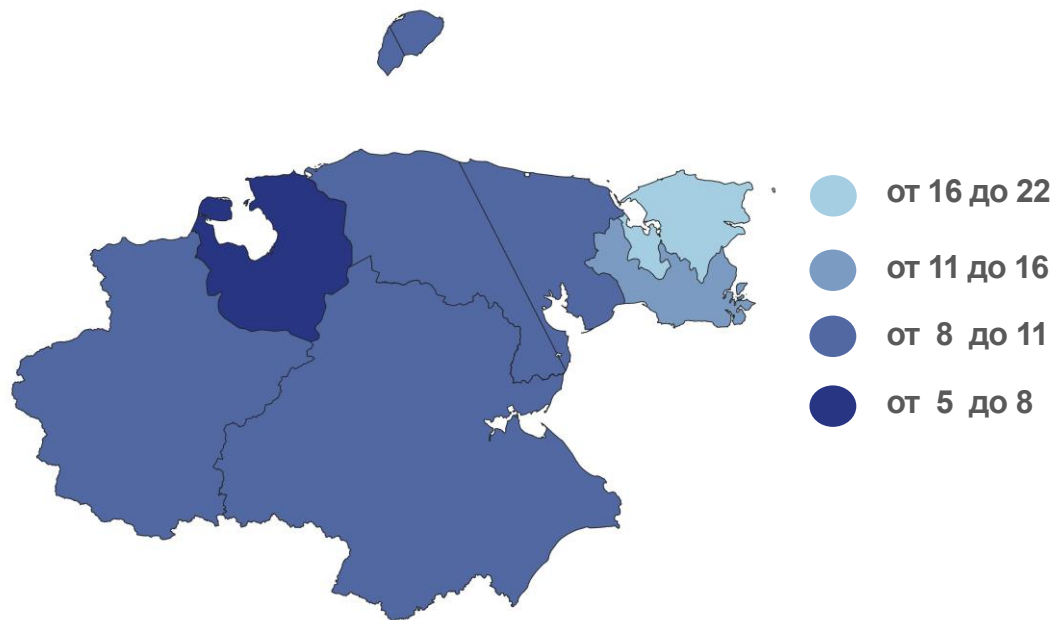 от 16 до 22
от 11 до 16
от 8 до 11
от 5 до 8